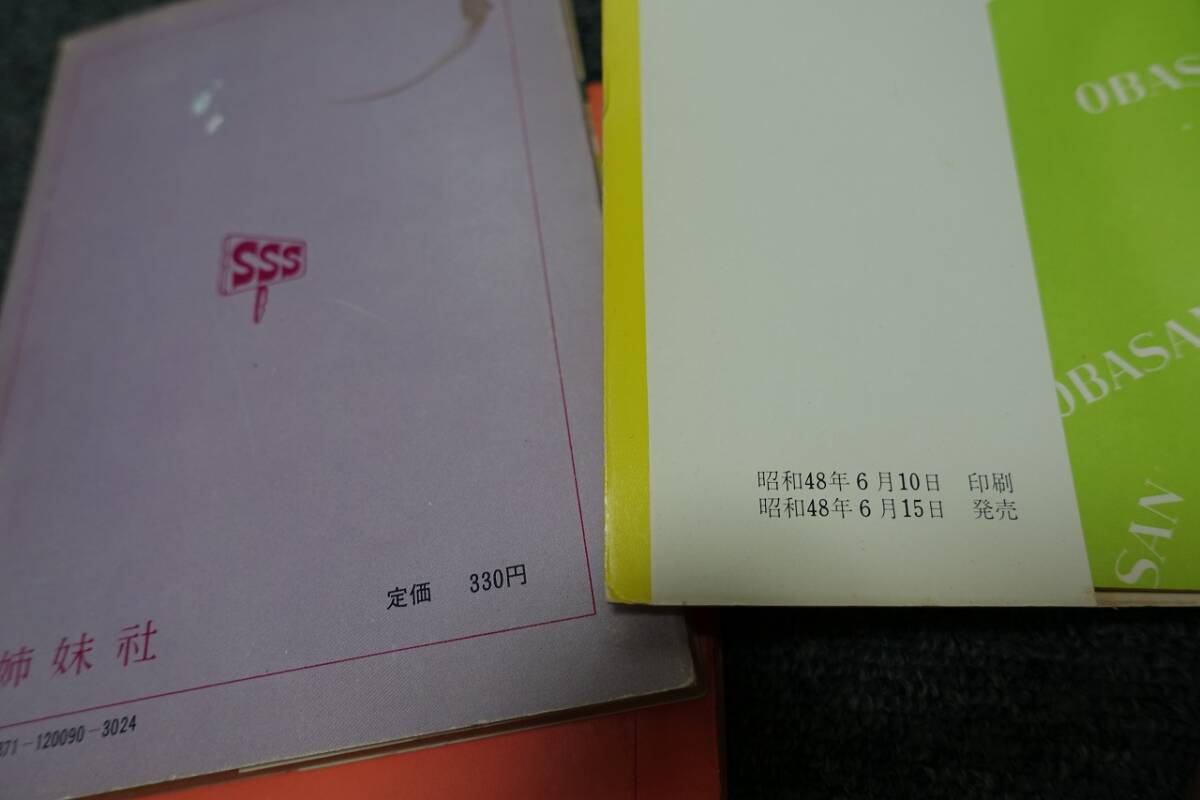 SSS
定価 330円
姉妹社
871-120090-3024
OBAS
OBASAN
SAN
昭和48年6月10日 印刷
昭和48年6月15日 発売